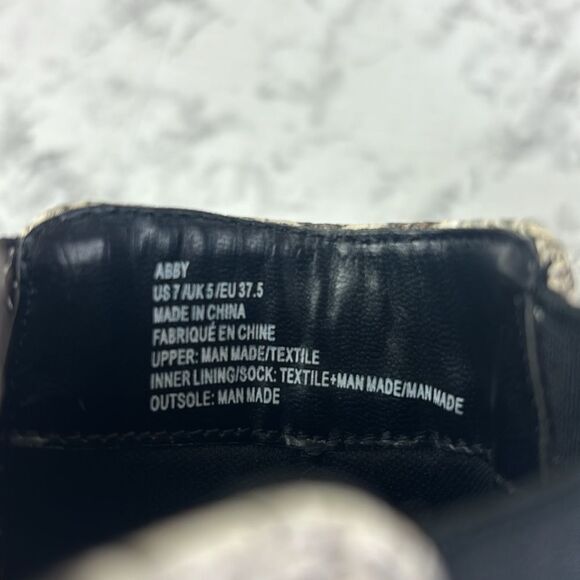 ABBY
US 7/UK 5/EU 37.5
MADE IN CHINA
FABRIQUÉ EN CHINE
UPPER: MAN MADE/TEXTILE
INNER LINING/SOCK: TEXTILE+MAN MADE/MAN MADE
OUTSOLE: MAN MADE